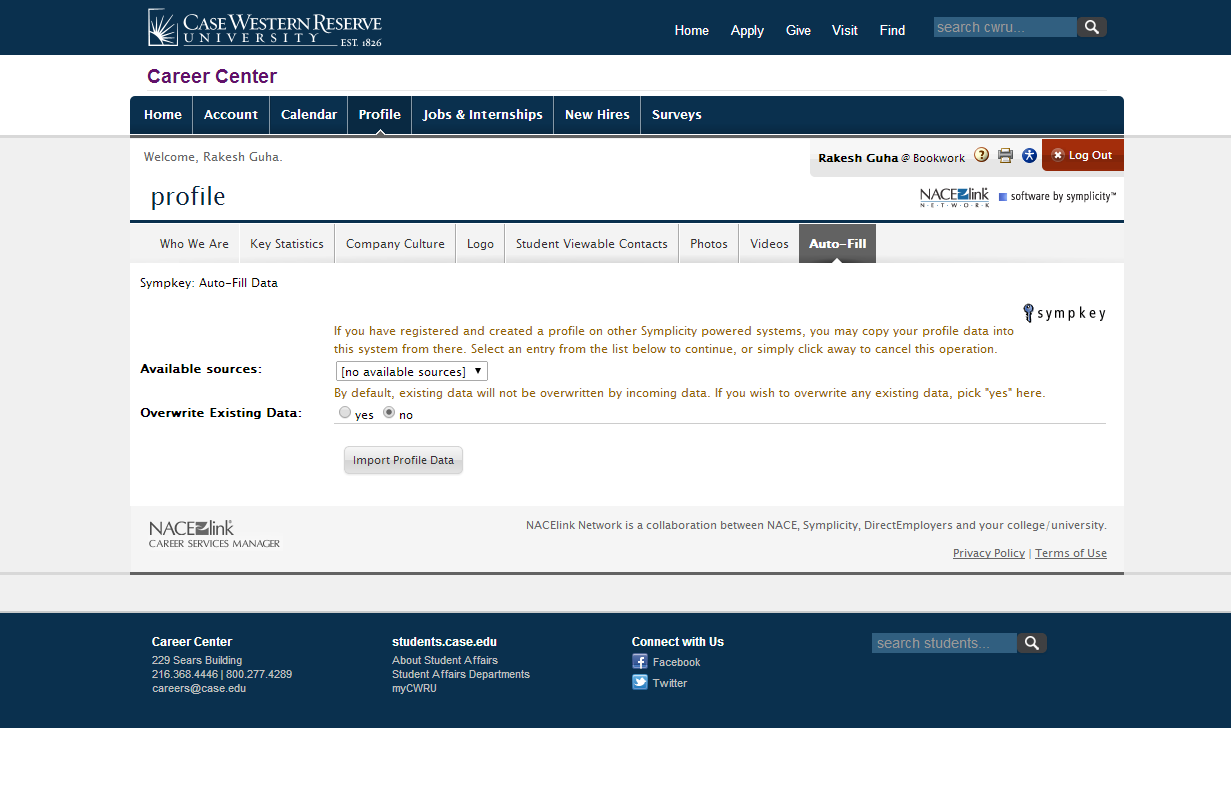 CASE WESTERN RESERVE
UNIVERSITY EST. 1826
Home Apply Give Visit Find search cwru...
Career Center
Home Account Calendar Profile Jobs & Internships New Hires Surveys
Welcome, Rakesh Guha.
Rakesh Guha @ Bookwork ? Log Out
profile
NACElink
N·E·T·W·O·R·K
software by symplicity™
Who We Are Key Statistics Company Culture Logo Student Viewable Contacts Photos Videos Auto-Fill
Sympkey: Auto-Fill Data
sympkey
If you have registered and created a profile on other Symplicity powered systems, you may copy your profile data into
this system from there. Select an entry from the list below to continue, or simply click away to cancel this operation.
Available sources: [no available sources]
By default, existing data will not be overwritten by incoming data. If you wish to overwrite any existing data, pick "yes" here.
Overwrite Existing Data: yes no
Import Profile Data
NACElink
CAREER SERVICES MANAGER
NACElink Network is a collaboration between NACE, Symplicity, DirectEmployers and your college/university.
Privacy Policy | Terms of Use
Career Center
229 Sears Building
216.368.4446 | 800.277.4289
careers@case.edu
students.case.edu
About Student Affairs
Student Affairs Departments
myCWRU
Connect with Us
Facebook
Twitter
search students...